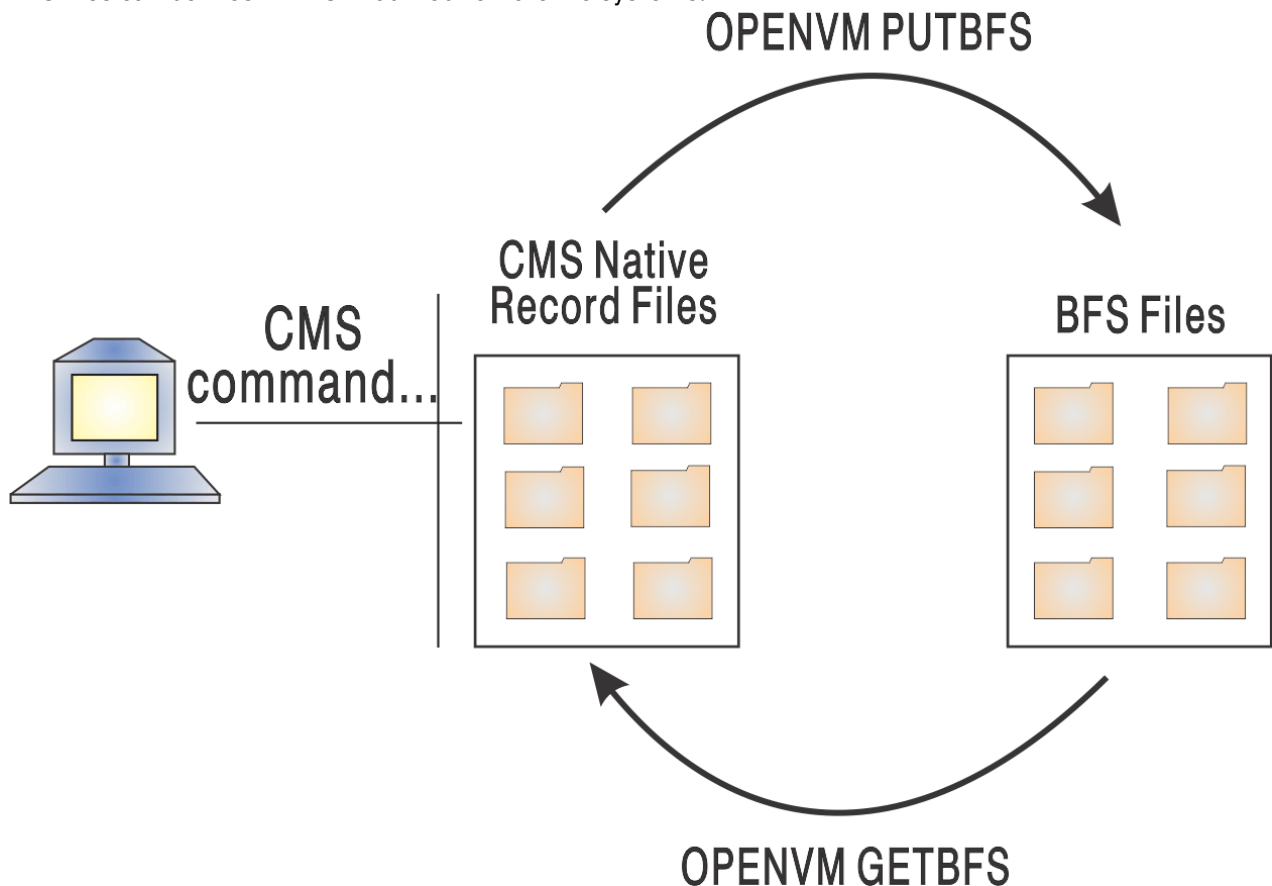 OPENVM PUTBFS
CMS Native
Record Files
BFS Files
CMS
command...
OPENVM GETBFS